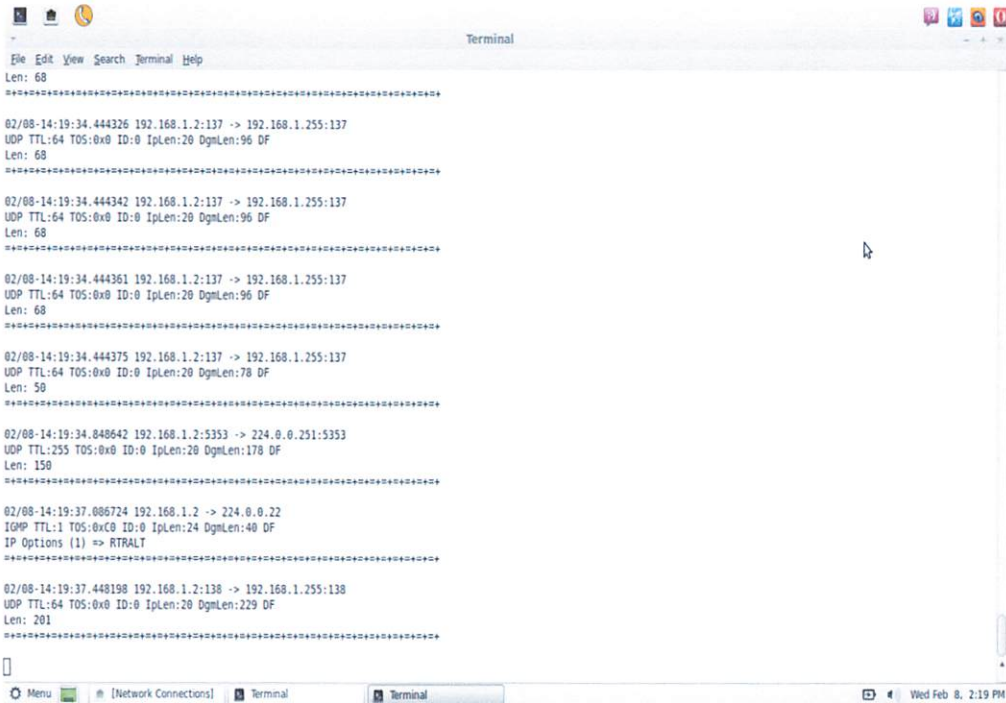 Terminal
File Edit View Search Terminal Help
Len: 68
=+=+=+=+=+=+=+=+=+=+=+=+=+=+=+=+=+=+=+=+=+=+=+=+=+=+=+=+=+=+=+=+=+=+=+=+=+
02/08-14:19:34.444326 192.168.1.2:137 -> 192.168.1.255:137
UDP TTL:64 TOS:0x0 ID:0 IpLen:20 DgmLen:96 DF
Len: 68
=+=+=+=+=+=+=+=+=+=+=+=+=+=+=+=+=+=+=+=+=+=+=+=+=+=+=+=+=+=+=+=+=+=+=+=+=+
02/08-14:19:34.444342 192.168.1.2:137 -> 192.168.1.255:137
UDP TTL:64 TOS:0x0 ID:0 IpLen:20 DgmLen:96 DF
Len: 68
=+=+=+=+=+=+=+=+=+=+=+=+=+=+=+=+=+=+=+=+=+=+=+=+=+=+=+=+=+=+=+=+=+=+=+=+=+
02/08-14:19:34.444361 192.168.1.2:137 -> 192.168.1.255:137
UDP TTL:64 TOS:0x0 ID:0 IpLen:20 DgmLen:96 DF
Len: 68
=+=+=+=+=+=+=+=+=+=+=+=+=+=+=+=+=+=+=+=+=+=+=+=+=+=+=+=+=+=+=+=+=+=+=+=+=+
02/08-14:19:34.444375 192.168.1.2:137 -> 192.168.1.255:137
UDP TTL:64 TOS:0x0 ID:0 IpLen:20 DgmLen:78 DF
Len: 50
=+=+=+=+=+=+=+=+=+=+=+=+=+=+=+=+=+=+=+=+=+=+=+=+=+=+=+=+=+=+=+=+=+=+=+=+=+
02/08-14:19:34.848642 192.168.1.2:5353 -> 224.0.0.251:5353
UDP TTL:255 TOS:0x0 ID:0 IpLen:20 DgmLen:178 DF
Len: 150
=+=+=+=+=+=+=+=+=+=+=+=+=+=+=+=+=+=+=+=+=+=+=+=+=+=+=+=+=+=+=+=+=+=+=+=+=+
02/08-14:19:37.086724 192.168.1.2 -> 224.0.0.22
IGMP TTL:1 TOS:0xC0 ID:0 IpLen:24 DgmLen:40 DF
IP Options (1) => RTRALT
=+=+=+=+=+=+=+=+=+=+=+=+=+=+=+=+=+=+=+=+=+=+=+=+=+=+=+=+=+=+=+=+=+=+=+=+=+
02/08-14:19:37.448198 192.168.1.2:138 -> 192.168.1.255:138
UDP TTL:64 TOS:0x0 ID:0 IpLen:20 DgmLen:229 DF
Len: 201
=+=+=+=+=+=+=+=+=+=+=+=+=+=+=+=+=+=+=+=+=+=+=+=+=+=+=+=+=+=+=+=+=+=+=+=+=+
Menu [Network Connections] Terminal Terminal Wed Feb 8, 2:19 PM